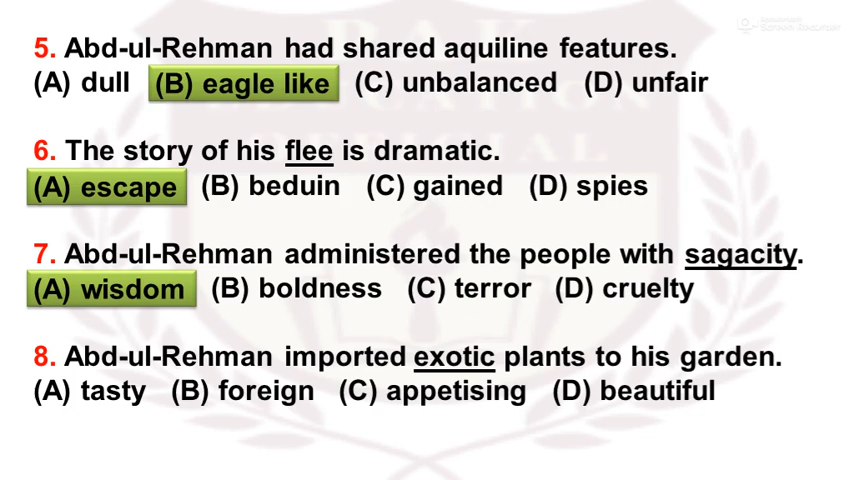 5. Abd-ul-Rehman had shared aquiline features.
(A) dull (B) eagle like (C) unbalanced (D) unfair
6. The story of his flee is dramatic.
(A) escape (B) beduin (C) gained (D) spies
7. Abd-ul-Rehman administered the people with sagacity.
(A) wisdom (B) boldness (C) terror (D) cruelty
8. Abd-ul-Rehman imported exotic plants to his garden.
(A) tasty (B) foreign (C) appetising (D) beautiful